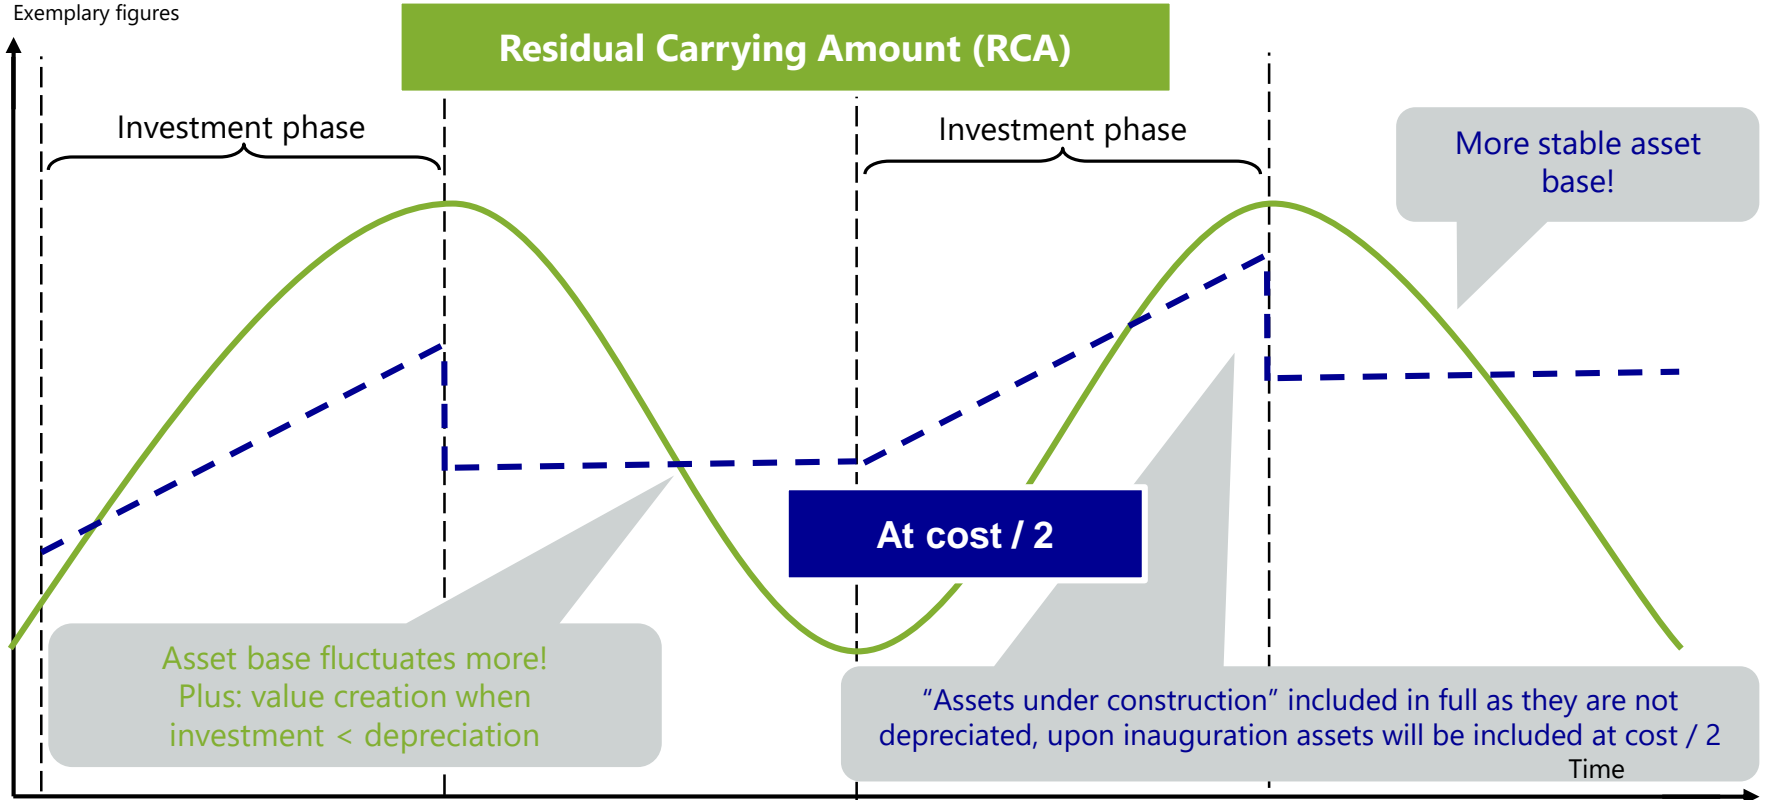 Exemplary figures
Residual Carrying Amount (RCA)
Investment phase
Investment phase
More stable asset
base!
At cost / 2
Asset base fluctuates more!
Plus: value creation when
investment < depreciation
“Assets under construction” included in full as they are not
depreciated, upon inauguration assets will be included at cost / 2
Time